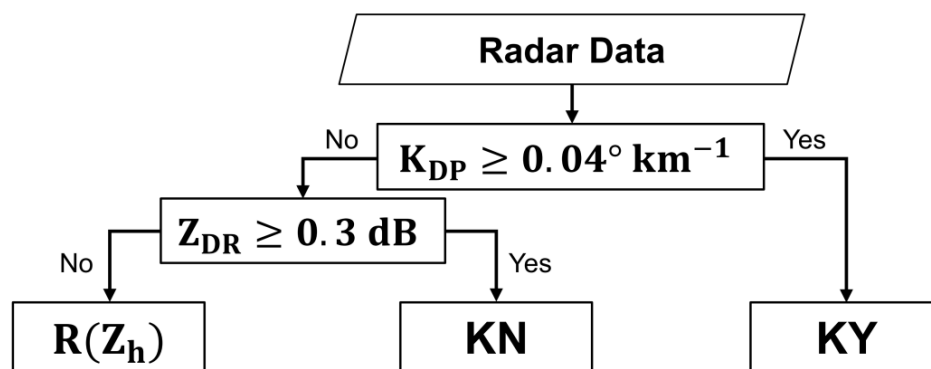 Radar Data
No
Yes
K_DP ≥ 0.04° km⁻¹
Z_DR ≥ 0.3 dB
No
Yes
R(Z_h)
KN
KY